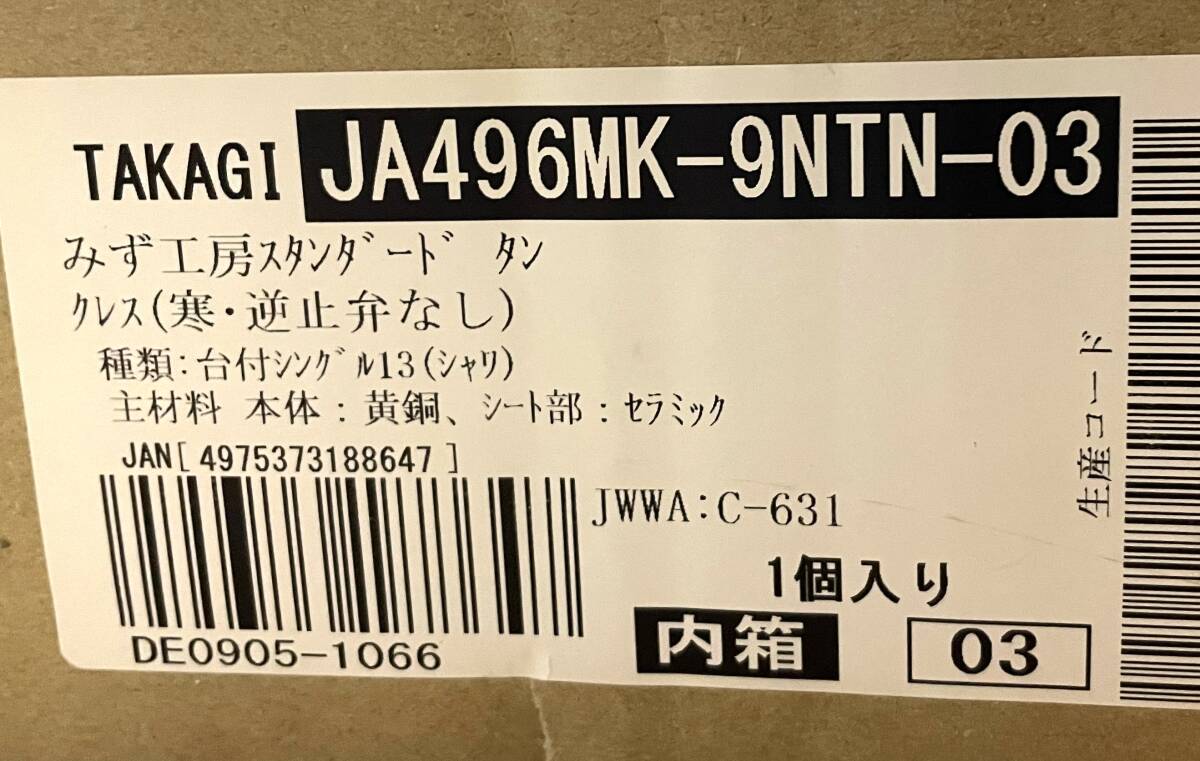 TAKAGI JA496MK-9NTN-03
みず工房ｽﾀﾝﾀﾞｰﾄﾞ ﾀﾝ
ｸﾚｽ(寒・逆止弁なし)
種類:台付ｼﾝｸﾞﾙ13(ｼｬﾜ)
主材料 本体:黄銅、ｼｰﾄ部:ｾﾗﾐｯｸ
JAN[ 4975373188647 ]
JWWA:C-631
1個入り
DE0905-1066
内箱
03
生産コード